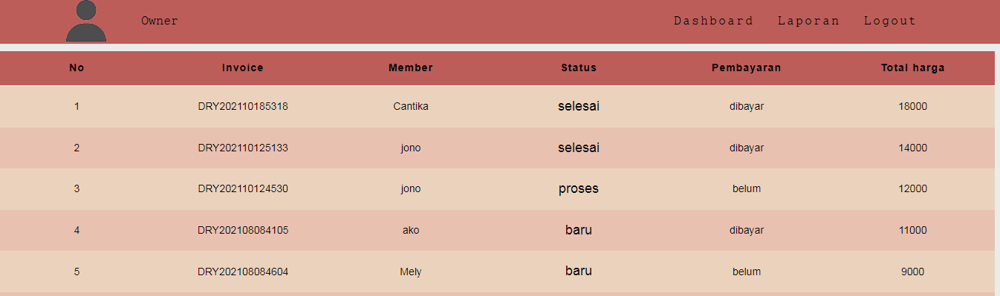 Owner Dashboard Laporan Logout
No Invoice Member Status Pembayaran Total harga
1 DRY202110185318 Cantika selesai dibayar 18000
2 DRY202110125133 jono selesai dibayar 14000
3 DRY202110124530 jono proses belum 12000
4 DRY202108084105 ako baru dibayar 11000
5 DRY202108084604 Mely baru belum 9000